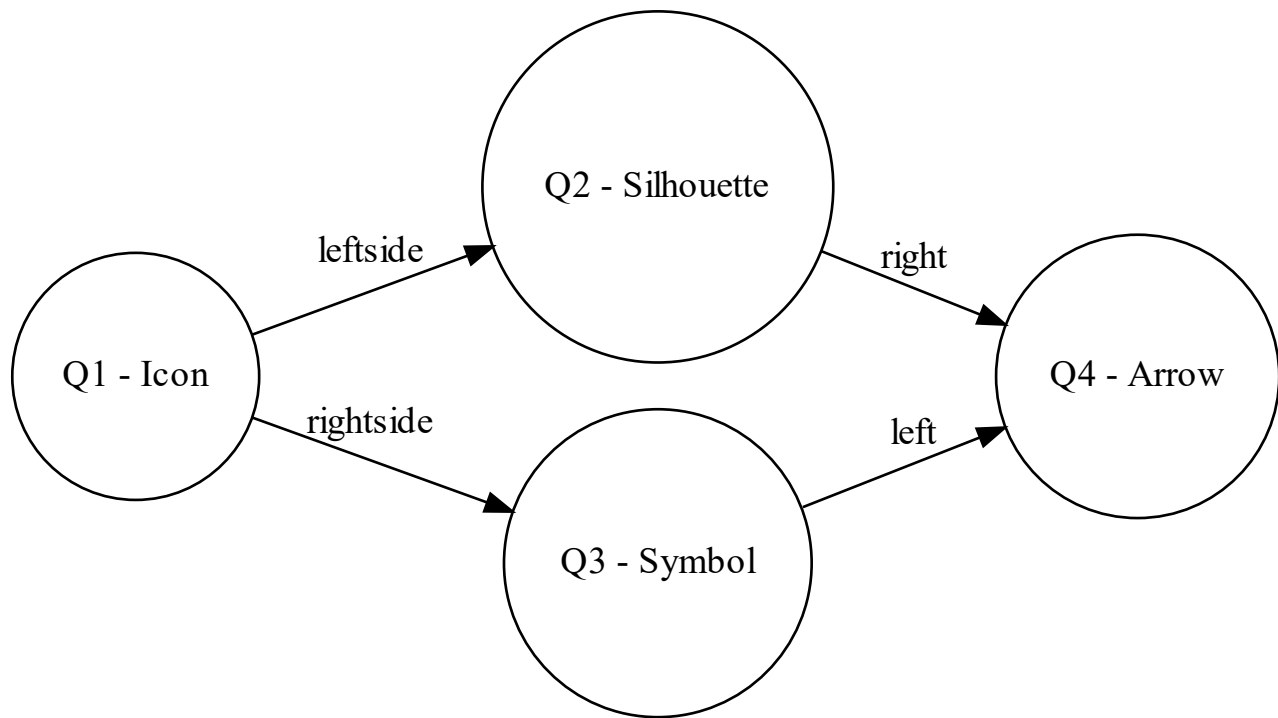 Q2 - Silhouette
leftside
right
Q1 - Icon
Q4 - Arrow
rightside
left
Q3 - Symbol